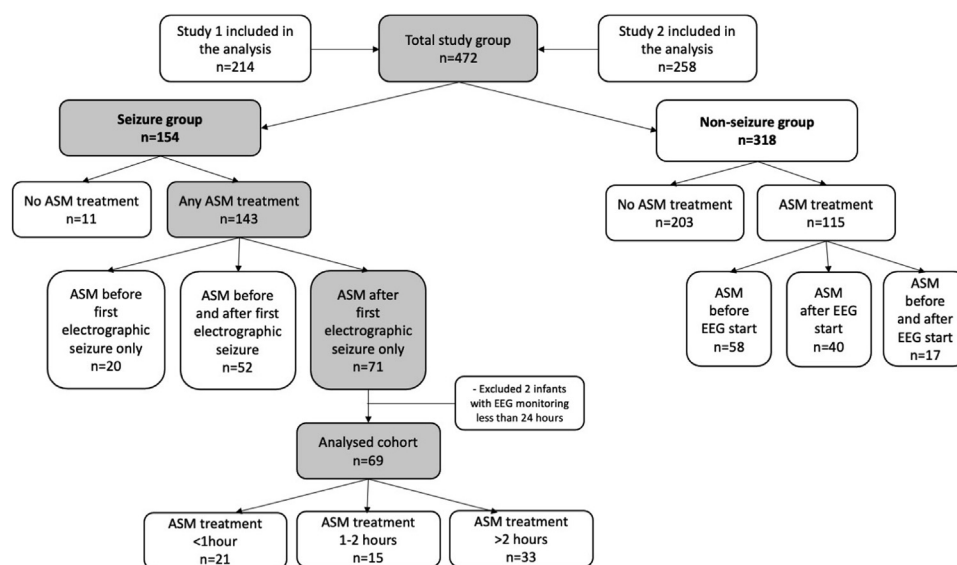 Study 1 included in
the analysis
n=214
Total study group
n=472
Study 2 included in
the analysis
n=258
Seizure group
n=154
Non-seizure group
n=318
No ASM treatment
n=11
Any ASM treatment
n=143
No ASM treatment
n=203
ASM treatment
n=115
ASM before
first
electrographic
seizure only
n=20
ASM before
and after first
electrographic
seizure
n=52
ASM after
first
electrographic
seizure only
n=71
ASM
before
EEG start
n=58
ASM
after EEG
start
n=40
ASM
before
and after
EEG start
n=17
- Excluded 2 infants
with EEG monitoring
less than 24 hours
Analysed cohort
n=69
ASM treatment
<1hour
n=21
ASM treatment
1-2 hours
n=15
ASM treatment
>2 hours
n=33